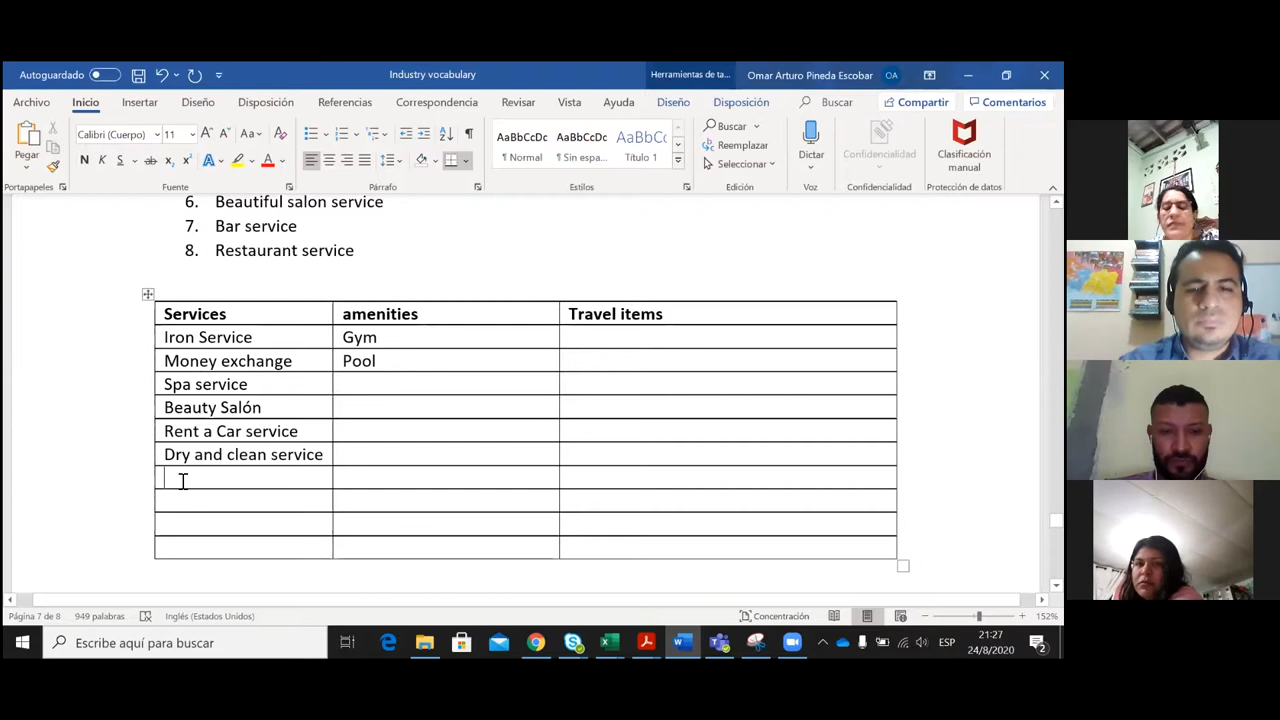 Autoguardado
Industry vocabulary
Herramientas de ta...
Omar Arturo Pineda Escobar
OA
Archivo Inicio Insertar Diseño Disposición Referencias Correspondencia Revisar Vista Ayuda Diseño Disposición Buscar Compartir Comentarios
Pegar
Calibri (Cuerpo) 11
AaBbCcDc AaBbCcDc AaBbCc
¶ Normal ¶ Sin espa... Título 1
Buscar
Reemplazar
Seleccionar
Dictar
Confidencialidad
Clasificación manual
Portapapeles Fuente Párrafo Estilos Edición Voz Confidencialidad Protección de datos
6. Beautiful salon service
7. Bar service
8. Restaurant service
Services amenities Travel items
Iron Service Gym
Money exchange Pool
Spa service
Beauty Salón
Rent a Car service
Dry and clean service
Página 7 de 8 949 palabras Inglés (Estados Unidos) Concentración 152%
Escribe aquí para buscar
ESP
21:27
24/8/2020
2